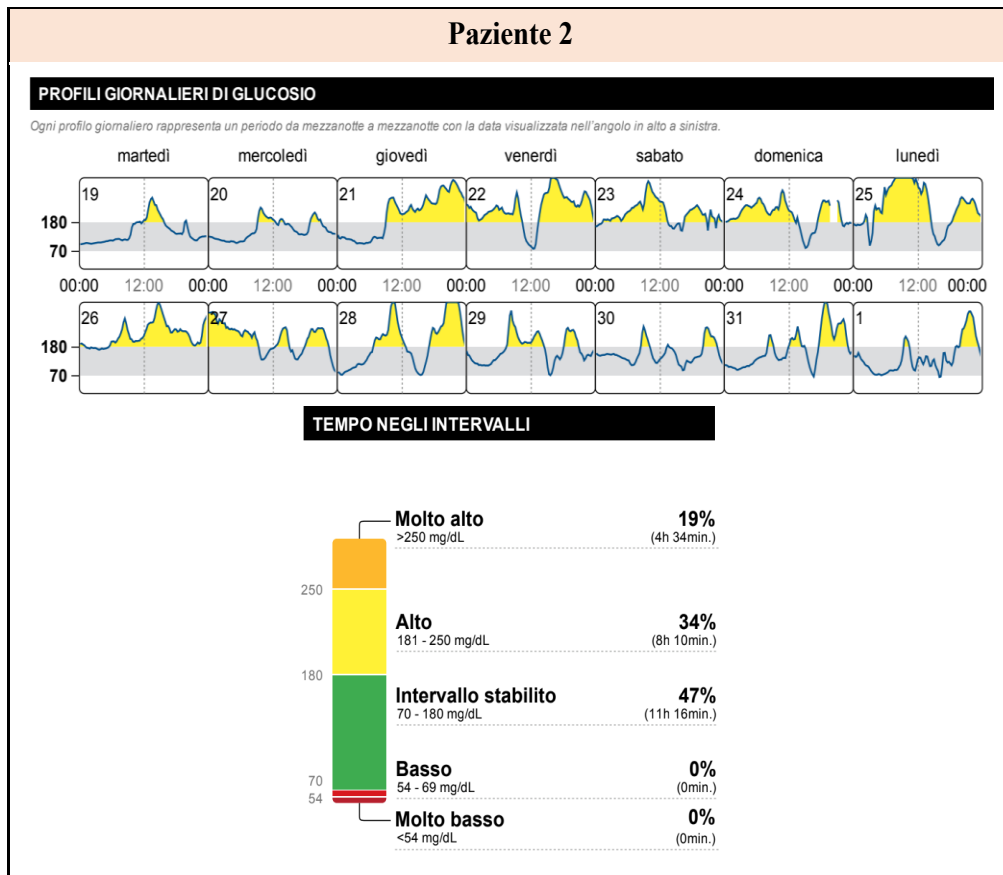 Paziente 2
PROFILI GIORNALIERI DI GLUCOSIO
Ogni profilo giornaliero rappresenta un periodo da mezzanotte a mezzanotte con la data visualizzata nell'angolo in alto a sinistra.
martedì mercoledì giovedì venerdì sabato domenica lunedì
19 20 21 22 23 24 25
180
70
00:00 12:00 00:00 12:00 00:00 12:00 00:00 12:00 00:00 12:00 00:00 12:00 00:00 12:00 00:00
26 27 28 29 30 31 1
180
70
TEMPO NEGLI INTERVALLI
Molto alto 19%
>250 mg/dL (4h 34min.)
250
Alto 34%
181 - 250 mg/dL (8h 10min.)
180
Intervallo stabilito 47%
70 - 180 mg/dL (11h 16min.)
Basso 0%
70 54 - 69 mg/dL (0min.)
54
Molto basso 0%
<54 mg/dL (0min.)